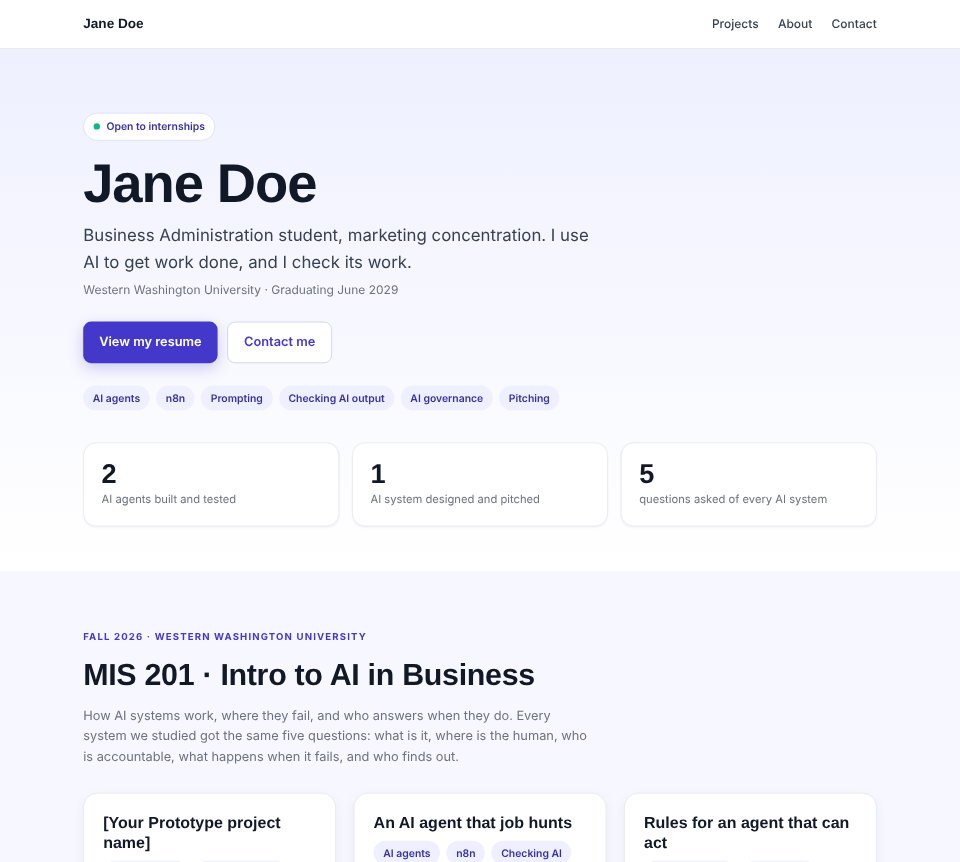 Jane Doe
Projects About Contact
Open to internships
Jane Doe
Business Administration student, marketing concentration. I use
AI to get work done, and I check its work.
Western Washington University · Graduating June 2029
View my resume Contact me
AI agents n8n Prompting Checking AI output AI governance Pitching
2
AI agents built and tested
1
AI system designed and pitched
5
questions asked of every AI system
FALL 2026 · WESTERN WASHINGTON UNIVERSITY
MIS 201 · Intro to AI in Business
How AI systems work, where they fail, and who answers when they do. Every
system we studied got the same five questions: what is it, where is the human, who
is accountable, what happens when it fails, and who finds out.
[Your Prototype project
name]
An AI agent that job hunts
AI agents n8n Checking AI
Rules for an agent that can
act